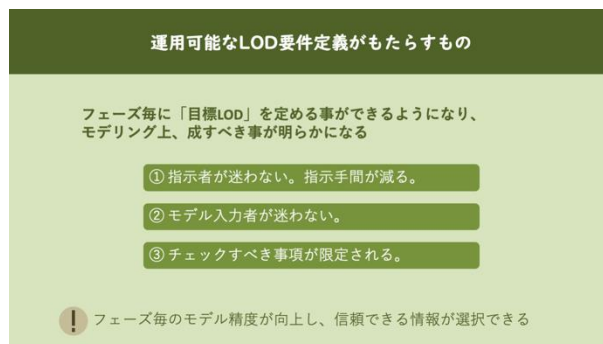 運用可能なLOD要件定義がもたらすもの
フェーズ毎に「目標LOD」を定める事ができるようになり、
モデリング上、成すべき事が明らかになる
① 指示者が迷わない。指示手間が減る。
② モデル入力者が迷わない。
③ チェックすべき事項が限定される。
! フェーズ毎のモデル精度が向上し、信頼できる情報が選択できる